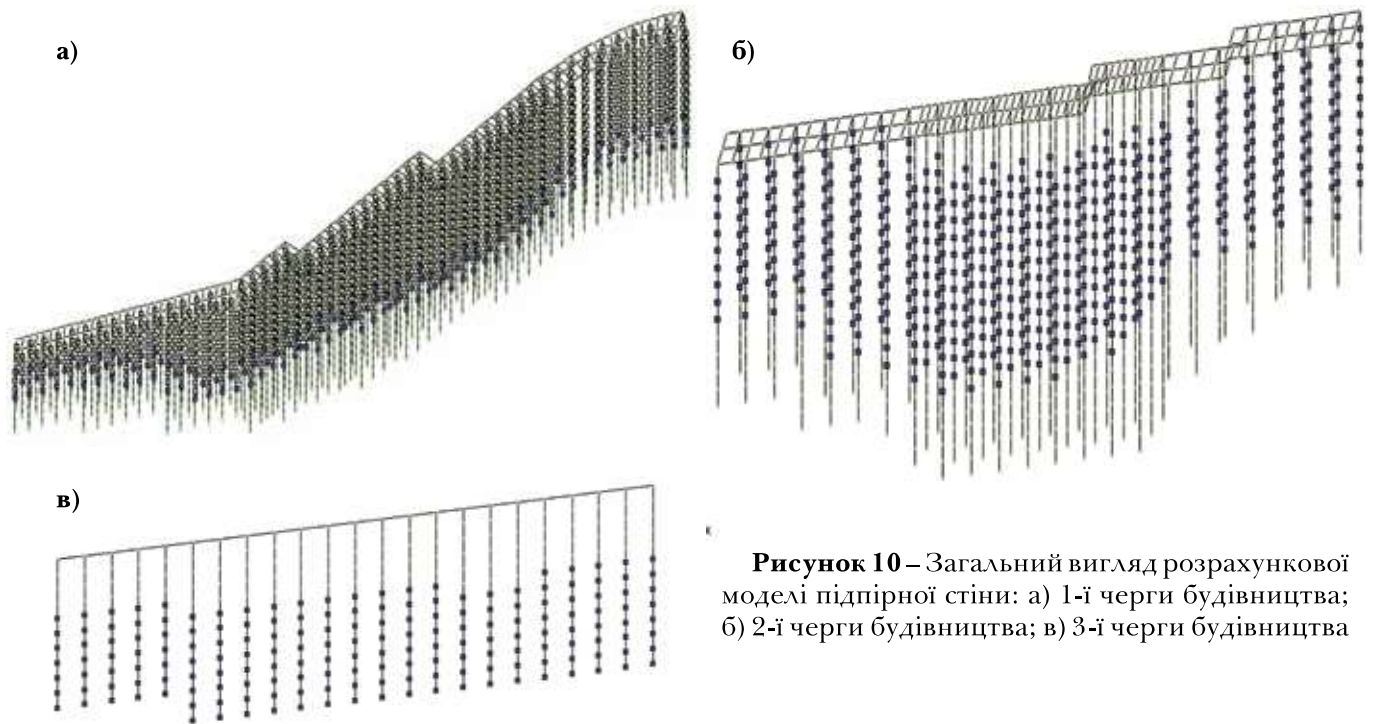 а)
б)
в)
Рисунок 10 – Загальний вигляд розрахункової
моделі підпірної стіни: а) 1-ї черги будівництва;
б) 2-ї черги будівництва; в) 3-ї черги будівництва